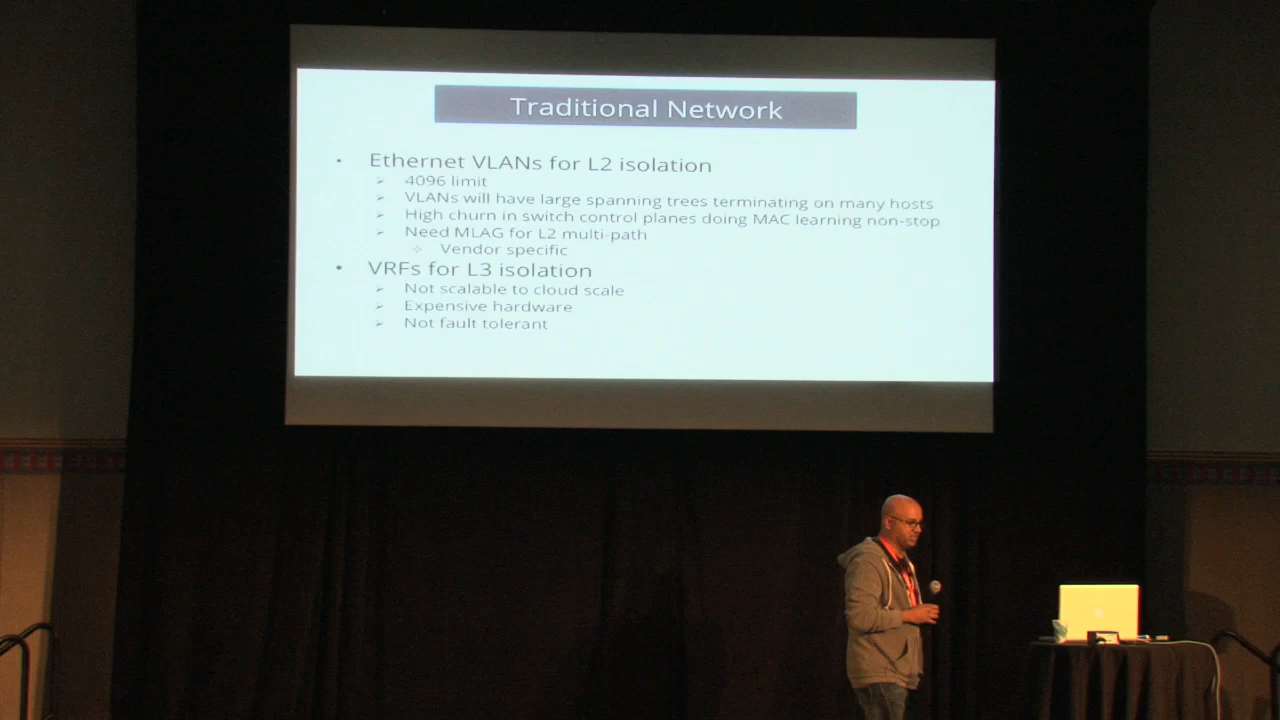 Traditional Network
• Ethernet VLANs for L2 isolation
➢ 4096 limit
➢ VLANs will have large spanning trees terminating on many hosts
➢ High churn in switch control planes doing MAC learning non-stop
➢ Need MLAG for L2 multi-path
❖ Vendor specific
• VRFs for L3 isolation
➢ Not scalable to cloud scale
➢ Expensive hardware
➢ Not fault tolerant